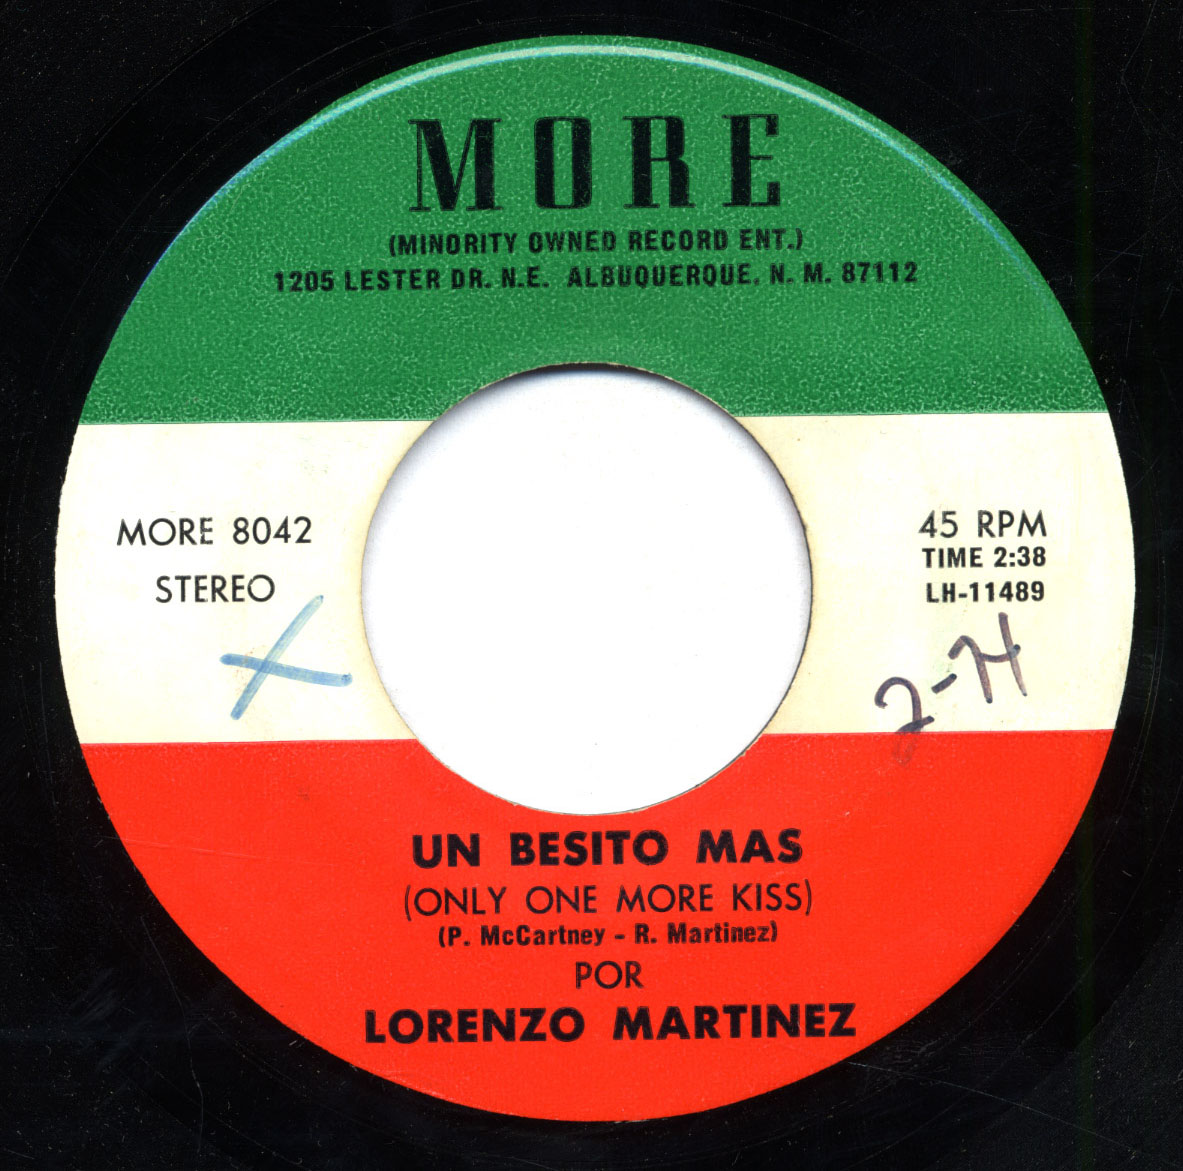 MORE
(MINORITY OWNED RECORD ENT.)
1205 LESTER DR. N.E. ALBUQUERQUE, N. M. 87112
MORE 8042
STEREO
X
45 RPM
TIME 2:38
LH-11489
2-74
UN BESITO MAS
(ONLY ONE MORE KISS)
(P. McCartney - R. Martinez)
POR
LORENZO MARTINEZ